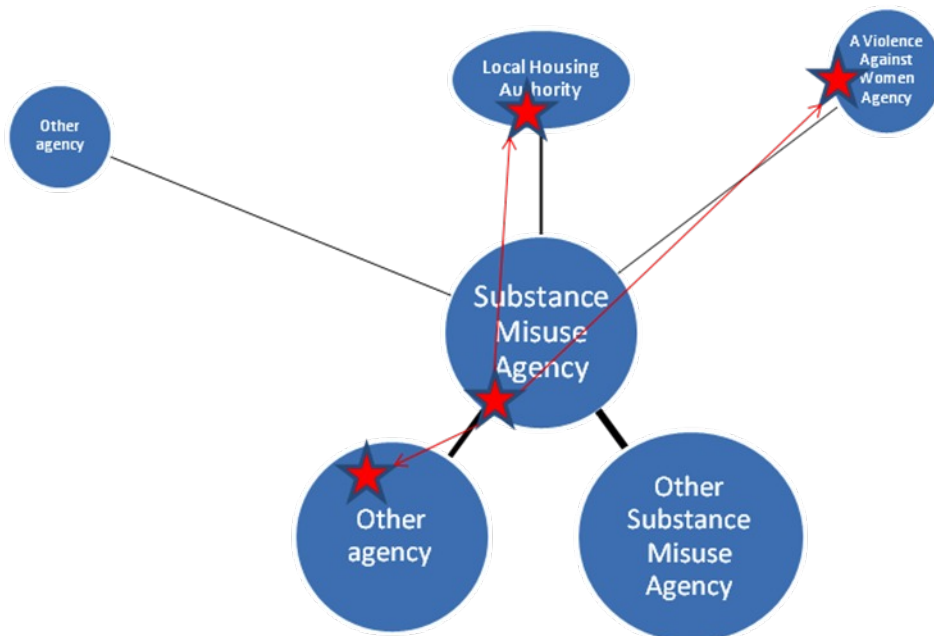 Local Housing
Authority
A Violence
Against
Women
Agency
Other
agency
Substance
Misuse
Agency
Other
agency
Other
Substance
Misuse
Agency